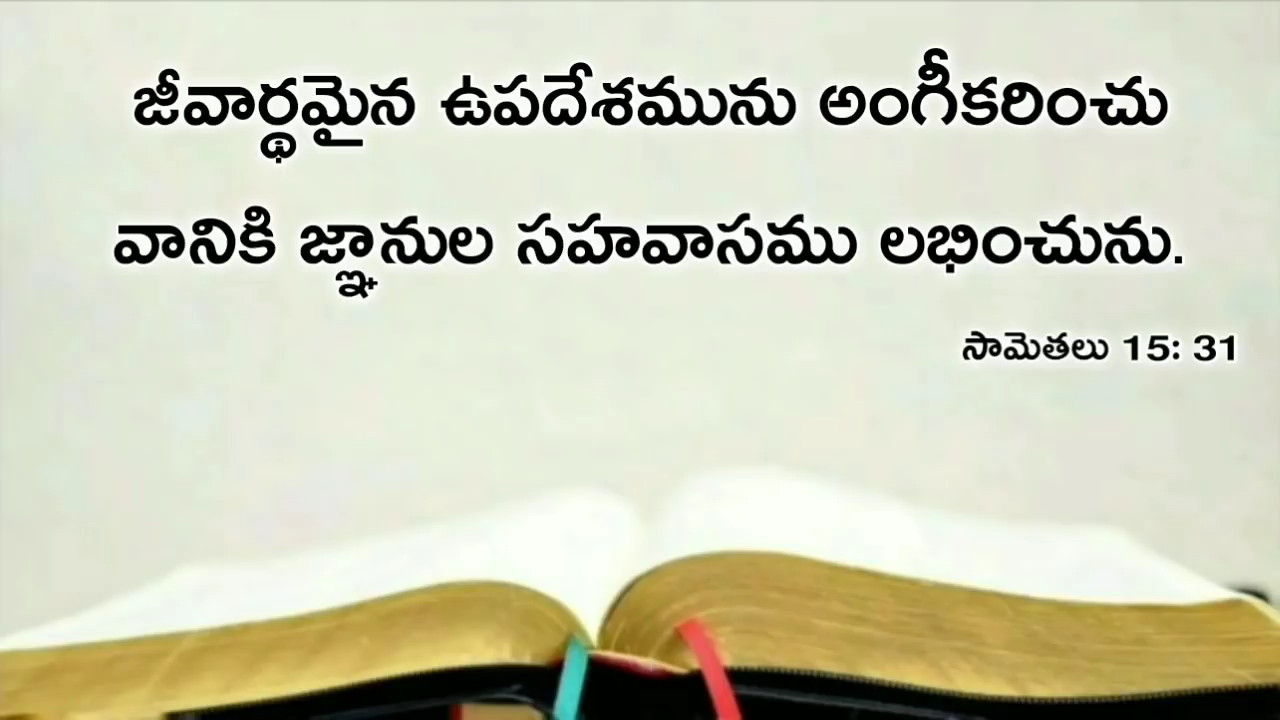 జీవార్థమైన ఉపదేశమును అంగీకరించు
వానికి జ్ఞానుల సహవాసము లభించును.
సామెతలు 15: 31